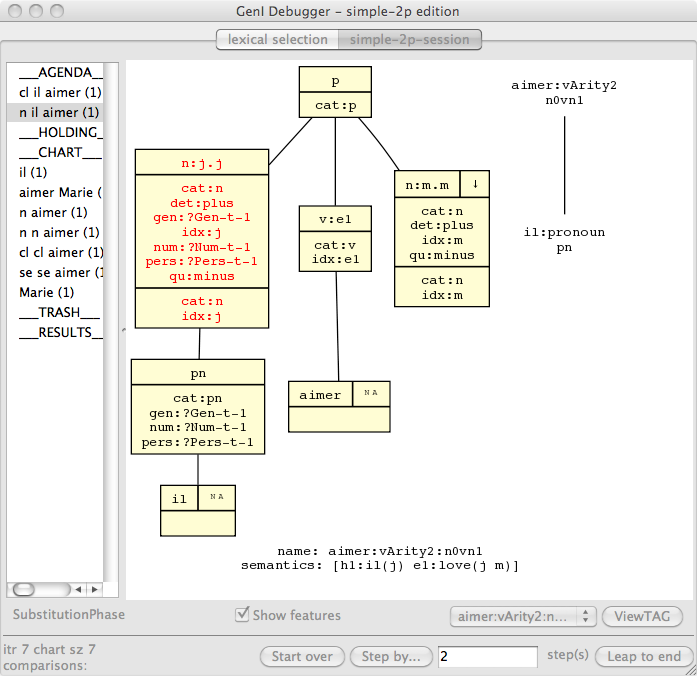 GenI Debugger – simple-2p edition
lexical selection
simple-2p-session
___AGENDA__
cl il aimer (1)
n il aimer (1)
___HOLDING_
___CHART___
il (1)
aimer Marie (
n aimer (1)
n n aimer (1)
cl cl aimer (1)
se se aimer (1
Marie (1)
___TRASH___
___RESULTS__
p
cat:p
n:j.j
cat:n
det:plus
gen:?Gen-t-1
idx:j
num:?Num-t-1
pers:?Pers-t-1
qu:minus
cat:n
idx:j
v:e1
cat:v
idx:e1
n:m.m ↓
cat:n
det:plus
idx:m
qu:minus
cat:n
idx:m
pn
cat:pn
gen:?Gen-t-1
num:?Num-t-1
pers:?Pers-t-1
aimer NA
il NA
aimer:vArity2
n0vn1
il:pronoun
pn
name: aimer:vArity2:n0vn1
semantics: [h1:il(j) e1:love(j m)]
SubstitutionPhase
Show features
aimer:vArity2:n...
ViewTAG
itr 7 chart sz 7
comparisons:
Start over
Step by...
2
step(s)
Leap to end